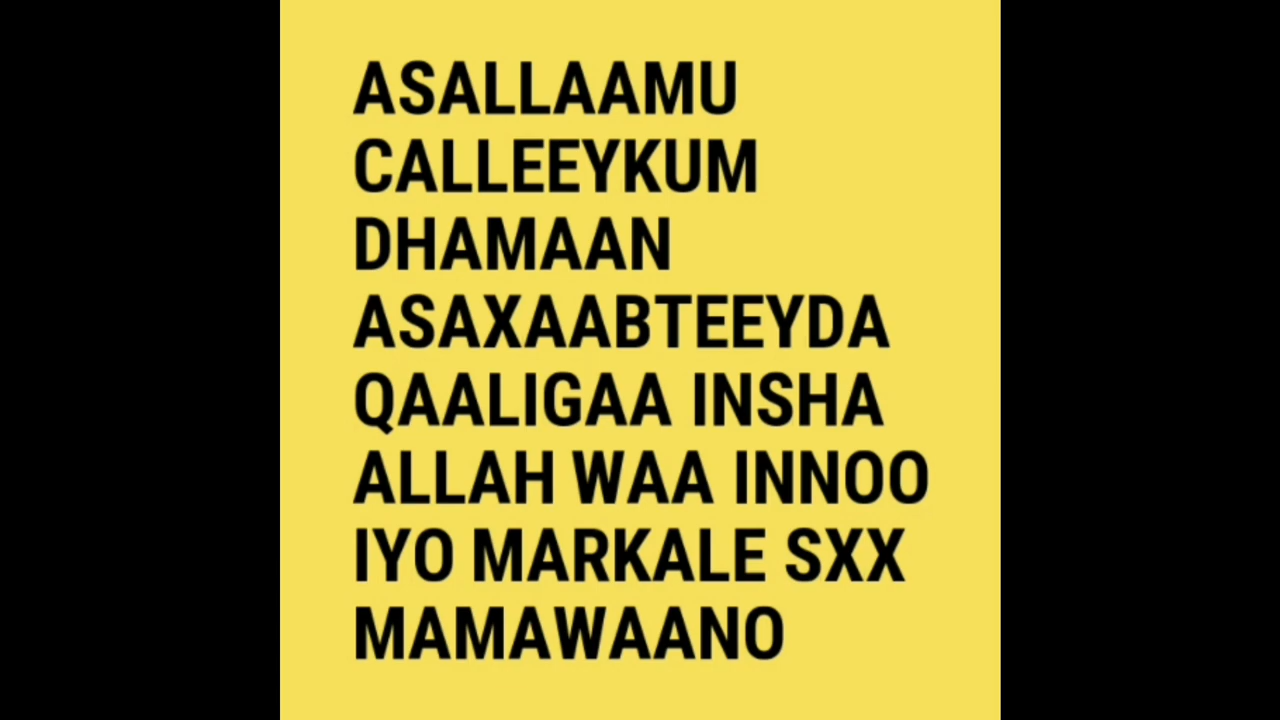 ASALLAAMU
CALLEEYKUM
DHAMAAN
ASAXAABTEEYDA
QAALIGAA INSHA
ALLAH WAA INNOO
IYO MARKALE SXX
MAMAWAANO